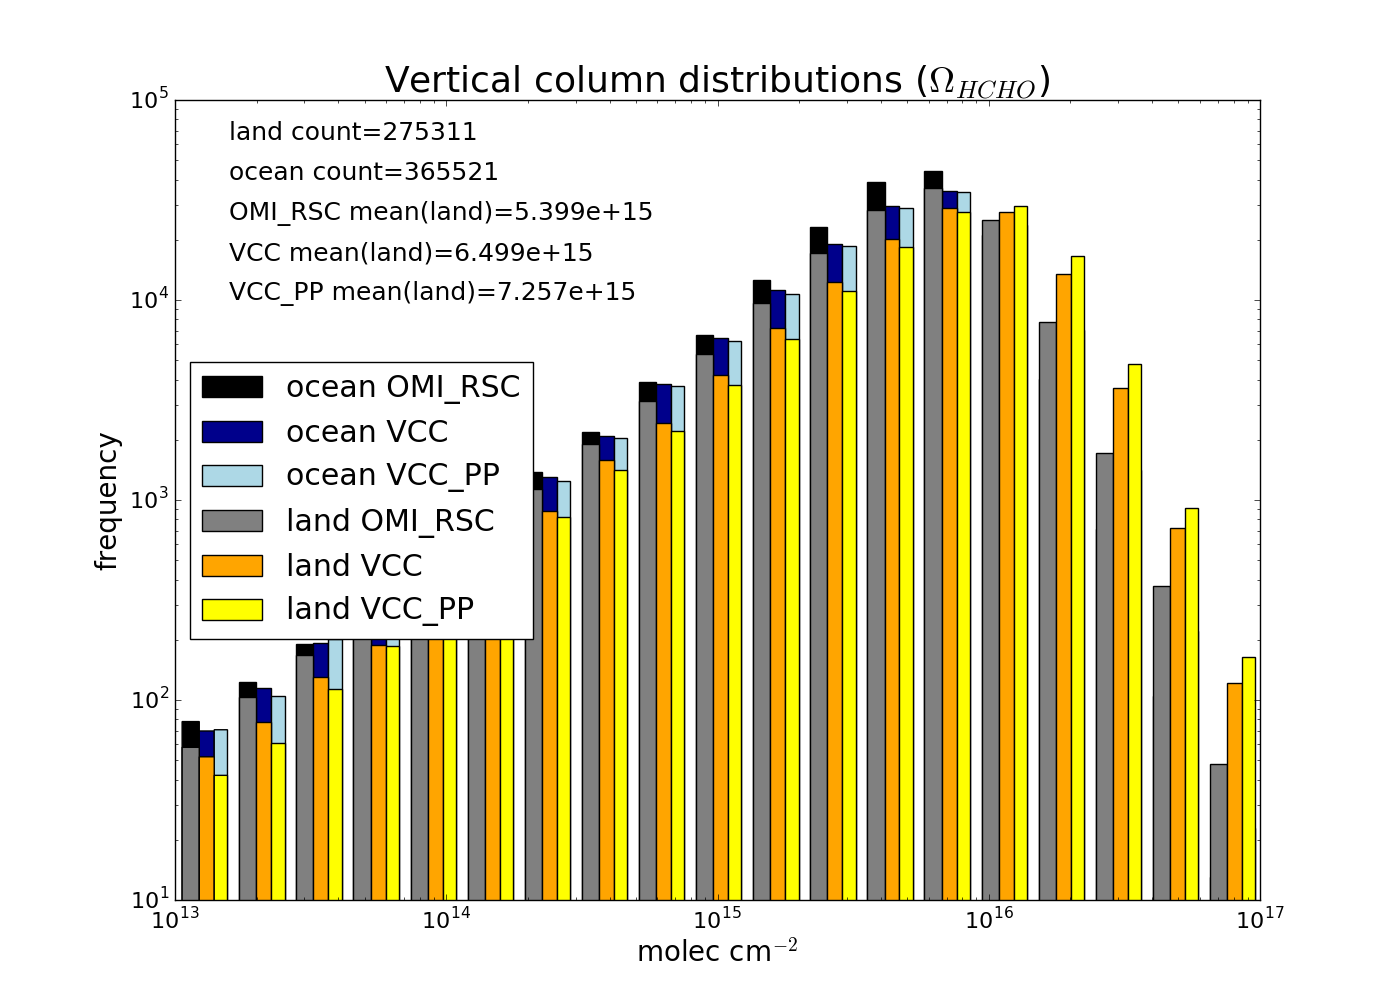 Vertical column distributions (Ω_HCHO)
10^5
land count=275311
ocean count=365521
OMI_RSC mean(land)=5.399e+15
VCC mean(land)=6.499e+15
VCC_PP mean(land)=7.257e+15
10^4
ocean OMI_RSC
ocean VCC
ocean VCC_PP
land OMI_RSC
land VCC
land VCC_PP
frequency
10^3
10^2
10^1
10^13 10^14 10^15 10^16 10^17
molec cm^−2